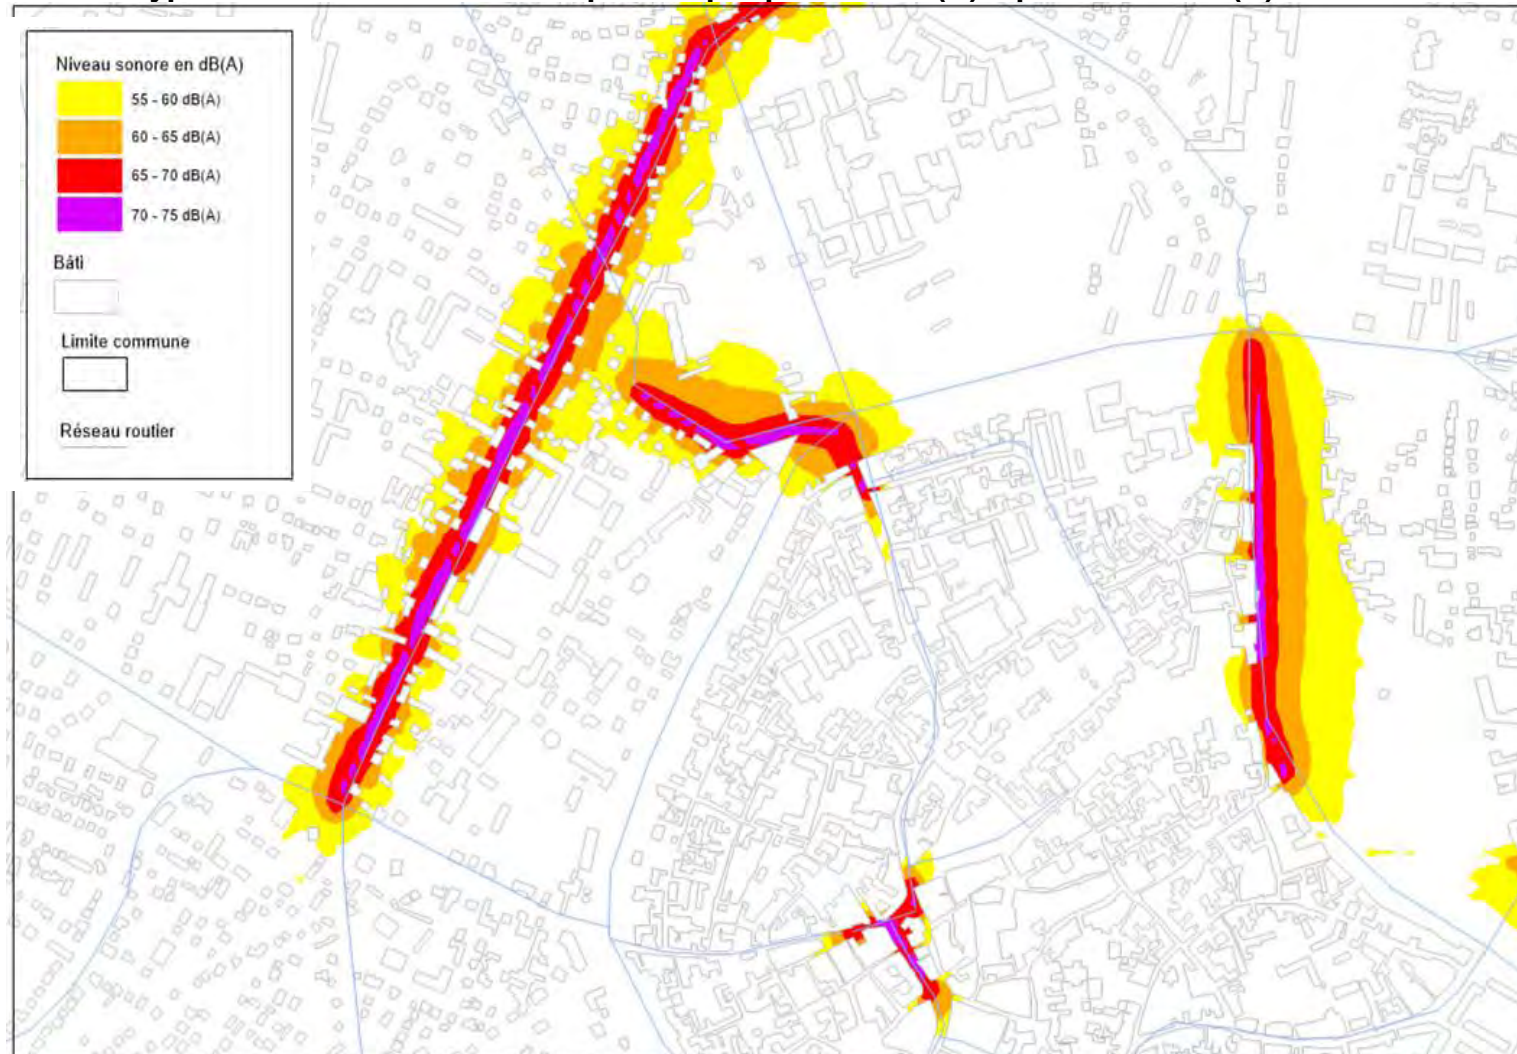 Niveau sonore en dB(A)
55 - 60 dB(A)
60 - 65 dB(A)
65 - 70 dB(A)
70 - 75 dB(A)
Bâti
Limite commune
Réseau routier